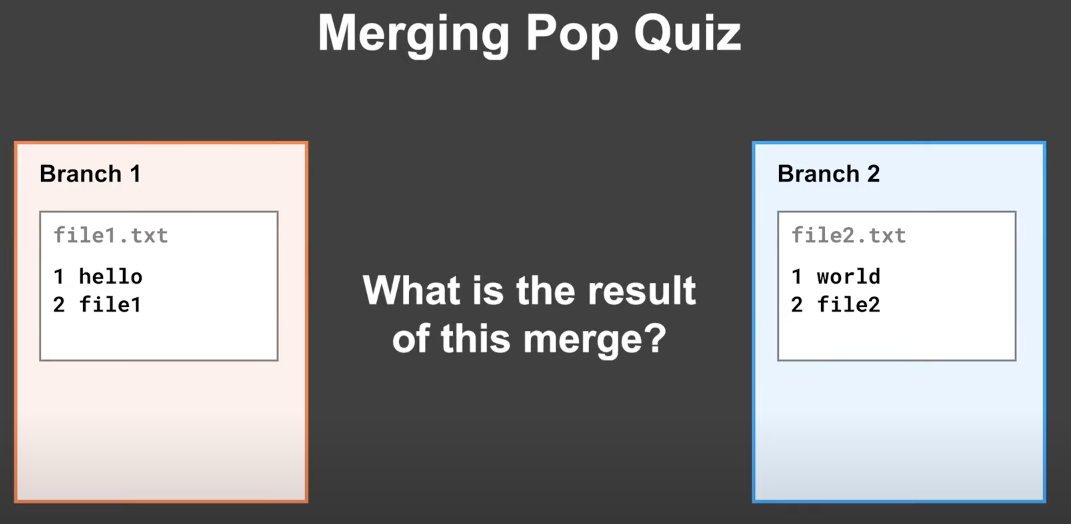 Merging Pop Quiz
Branch 1
file1.txt
1 hello
2 file1
What is the result
of this merge?
Branch 2
file2.txt
1 world
2 file2